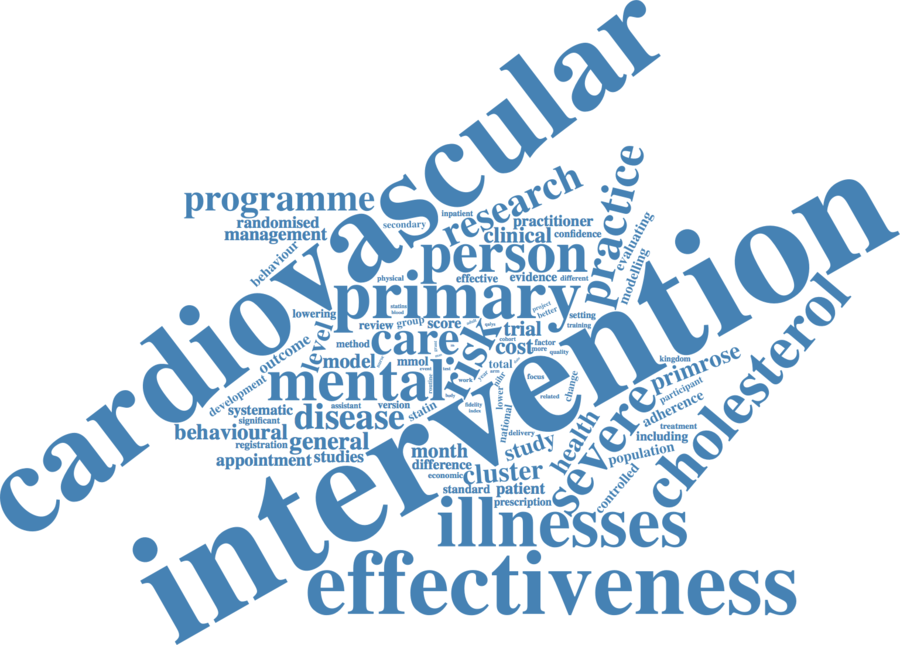 cardiovascular
programme
randomised
management
secondary
inpatient
research
practitioner
clinical
confidence
practice
evaluating
modelling
behaviour
person
physical
effective
evidence
different
primary
lowering
level
outcome
review
group
score
project
better
setting
training
trial
method
care
risk
cost
cohort
factor
more
quality
model
mmol
total
mental
work
focus
change
related
development
systematic
significant
assistant
version
statin
disease
fidelity
lower
national
intervention
kingdom
primrose
participant
cholesterol
severe
adherence
treatment
including
population
controlled
behavioural
registration
general
appointment
studies
month
difference
economic
delivery
study
health
cluster
standard
patient
prescription
illnesses
effectiveness